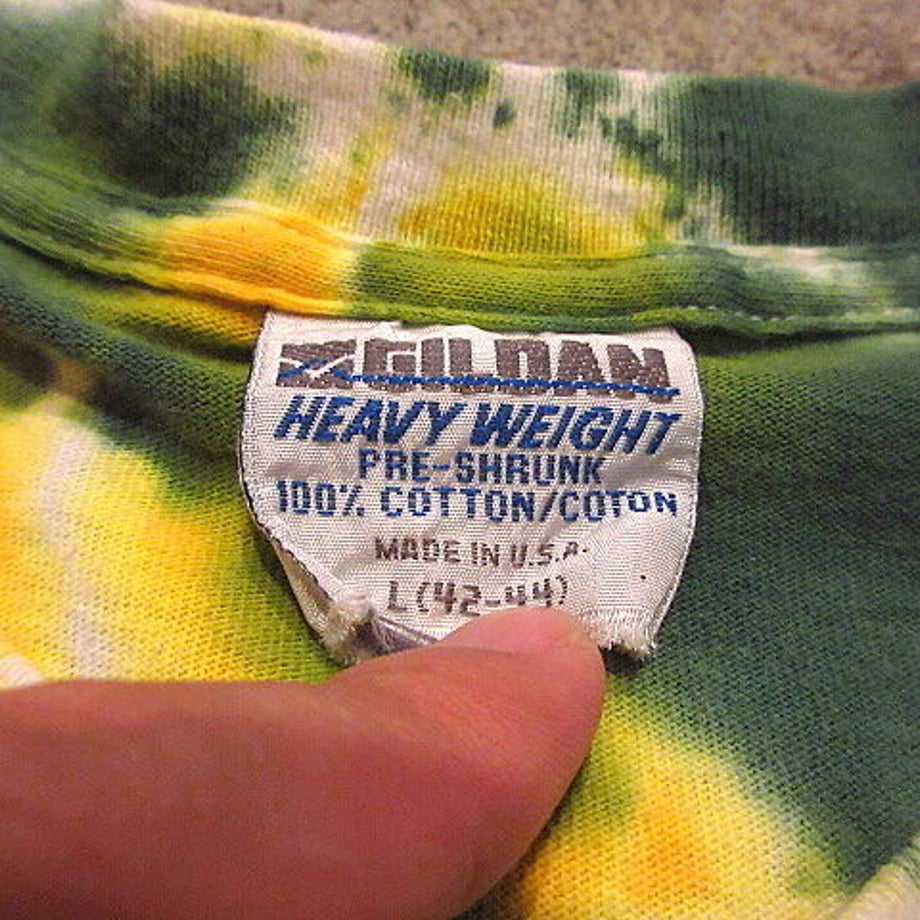 GILDAN
HEAVY WEIGHT
PRE-SHRUNK
100% COTTON/COTON
MADE IN U.S.A.
L(42-44)